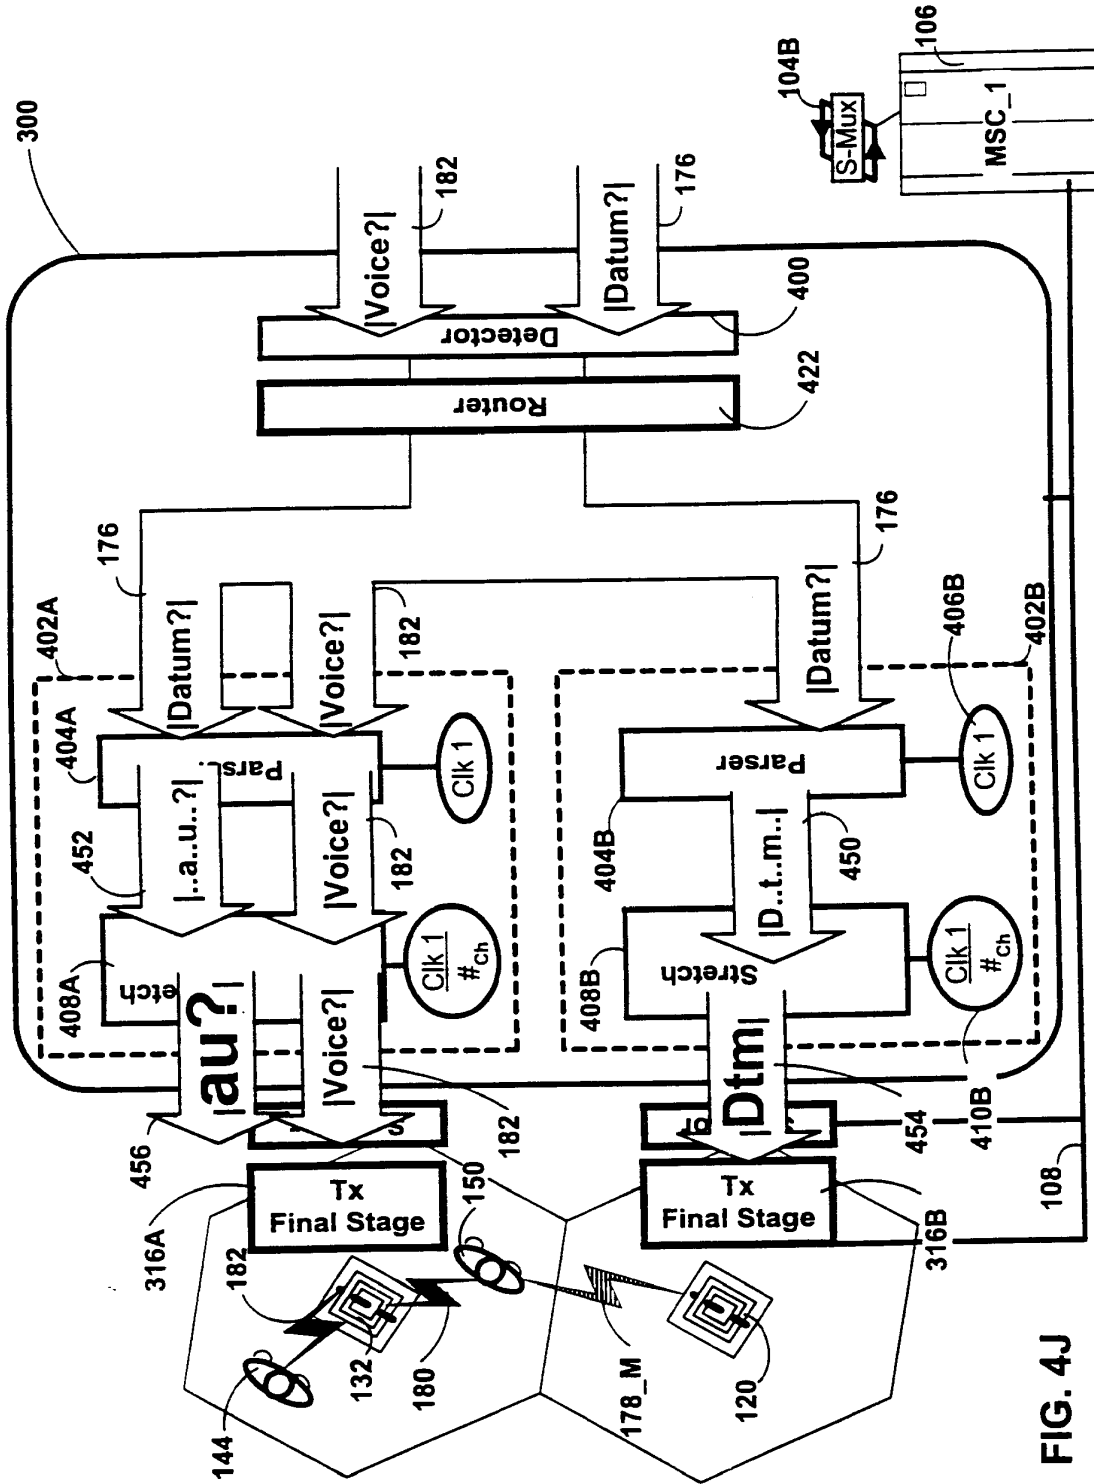 300
104B
106
S-Mux
MSC_1
|Voice?|
182
|Datum?|
176
Detector
400
Router
422
176
|Datum?|
402A
|Voice?|
182
176
|Datum?|
406B
402B
404A
Clk 1
Parser
Clk 1
404B
452
|..a..u..?|
|Voice?|
182
|D..t..m..|
450
408A
etch
Clk 1
#Ch
408B
Stretch
Clk 1
#Ch
|au?|
456
|Voice?|
182
|Dtm|
454
410B
316A
Tx
Final Stage
150
Tx
Final Stage
316B
108
182
132
180
144
178_M
120
FIG. 4J